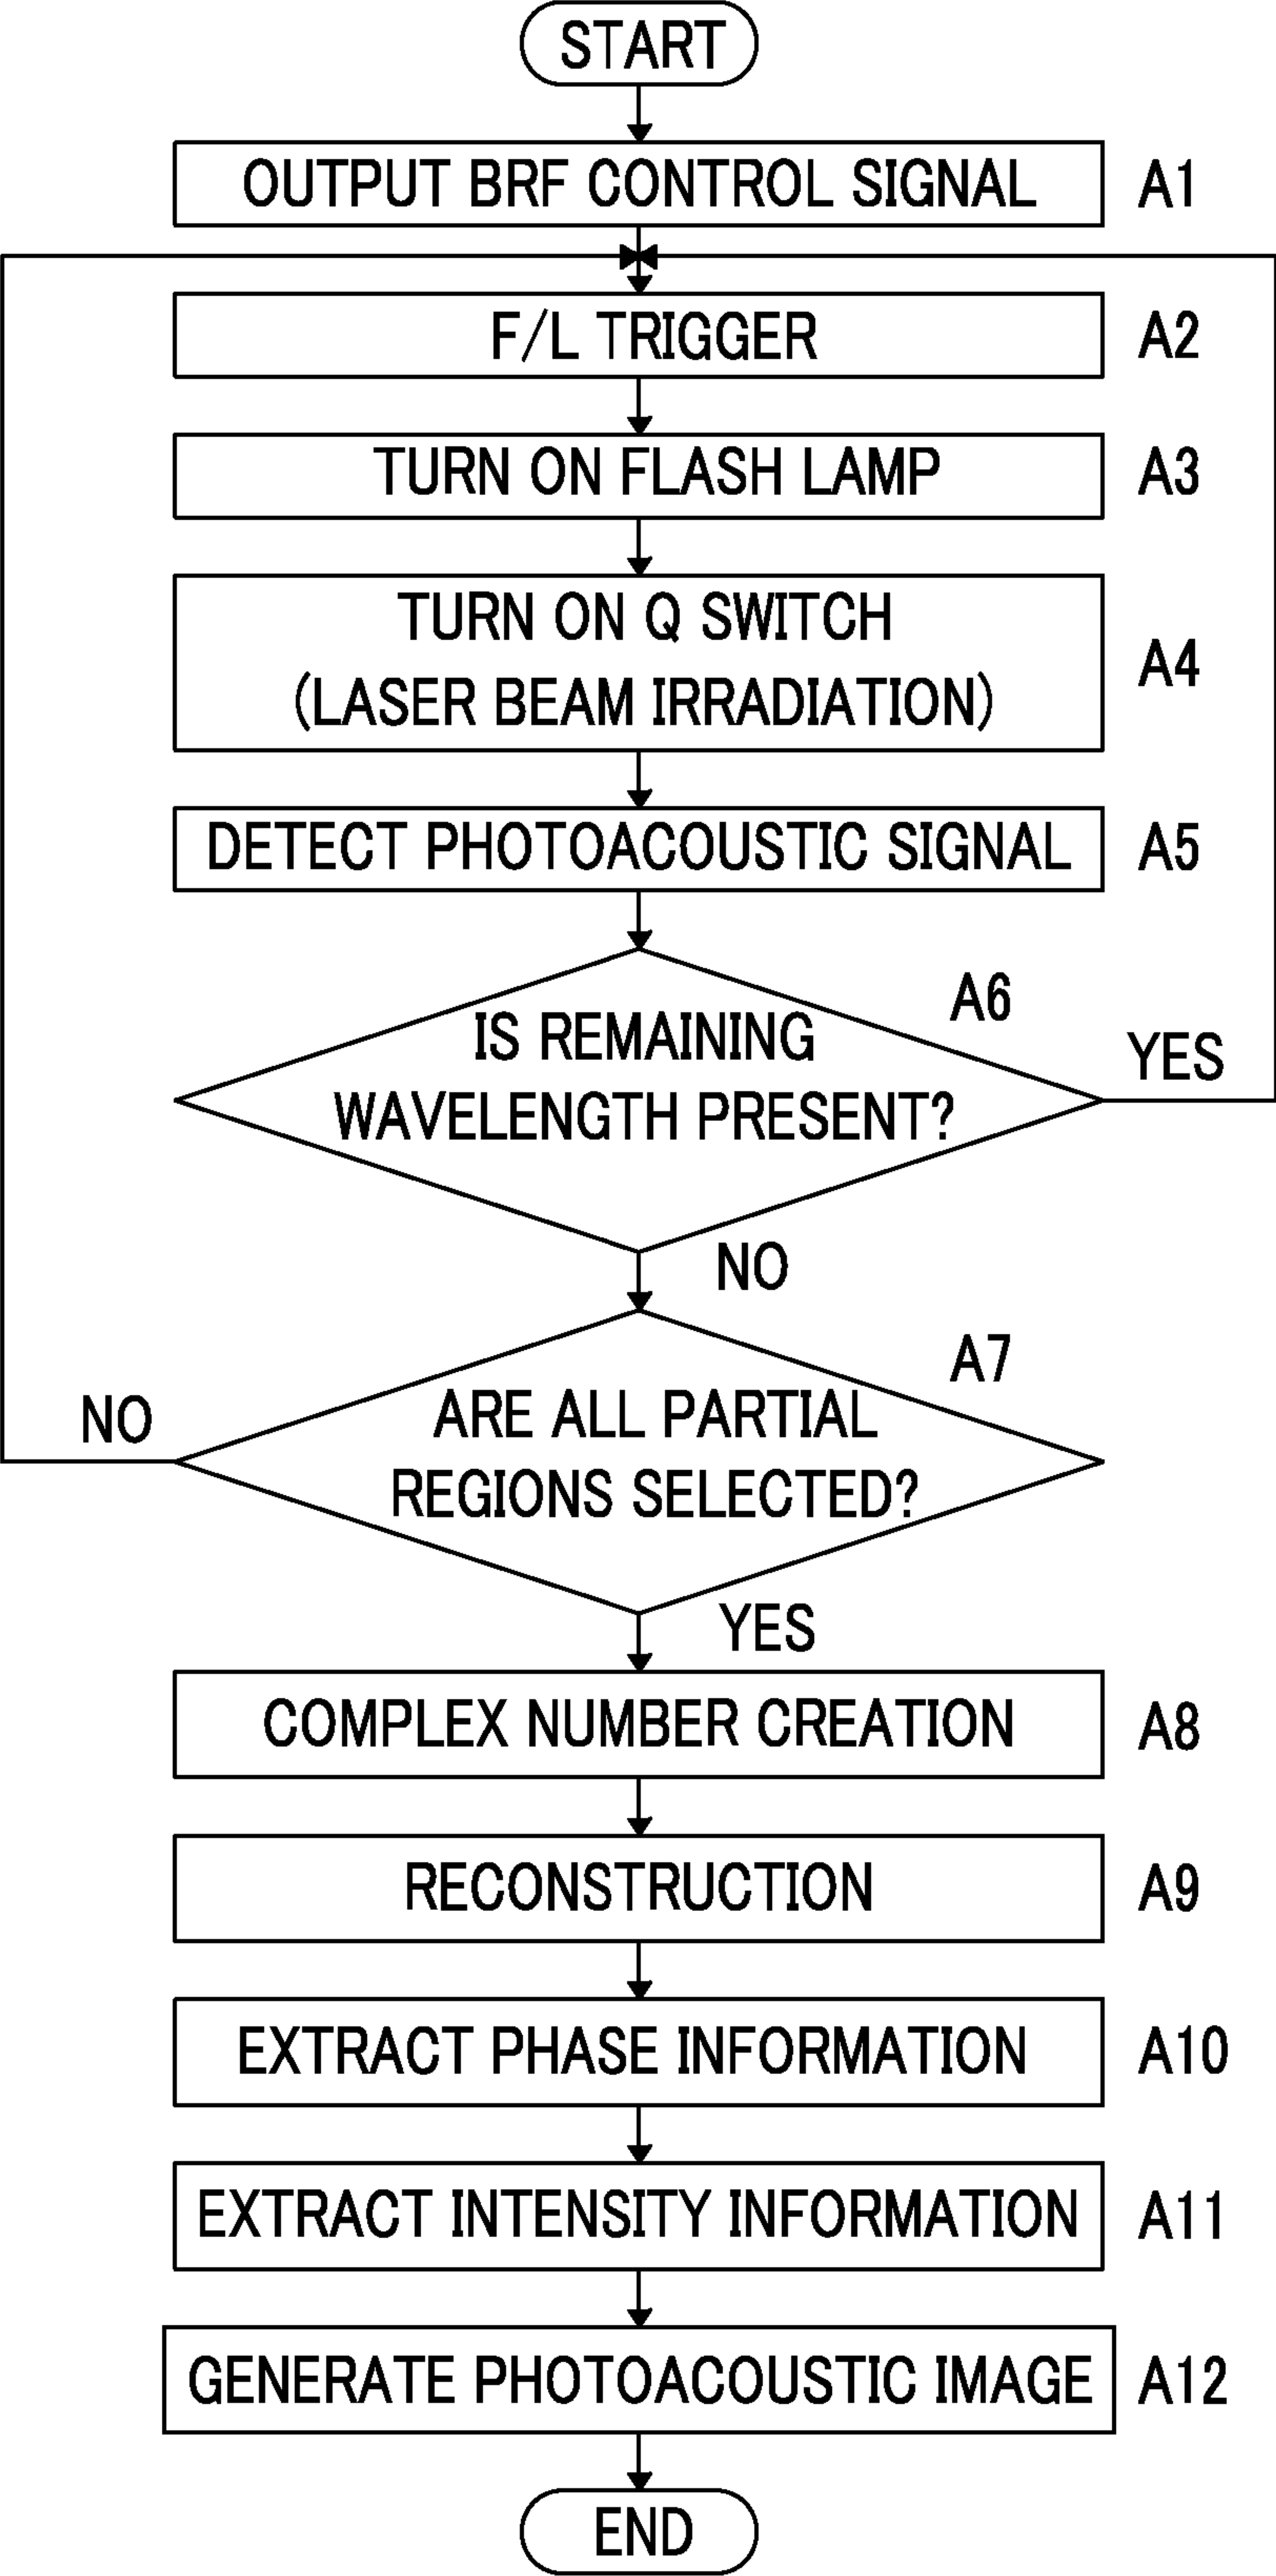 START
OUTPUT BRF CONTROL SIGNAL A1
F/L TRIGGER A2
TURN ON FLASH LAMP A3
TURN ON Q SWITCH
(LASER BEAM IRRADIATION) A4
DETECT PHOTOACOUSTIC SIGNAL A5
A6
IS REMAINING
WAVELENGTH PRESENT?
YES
NO
A7
ARE ALL PARTIAL
REGIONS SELECTED?
NO
YES
COMPLEX NUMBER CREATION A8
RECONSTRUCTION A9
EXTRACT PHASE INFORMATION A10
EXTRACT INTENSITY INFORMATION A11
GENERATE PHOTOACOUSTIC IMAGE A12
END